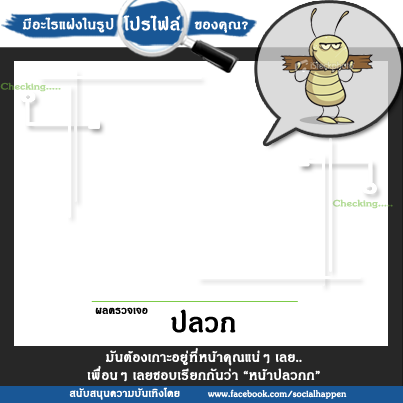 มีอะไรแฝงในรูป โปรไฟล์ ของคุณ?
Checking.....
Checking.....
ผลตรวจเจอ
ปลวก
มันต้องเกาะอยู่ที่หน้าคุณแน่ๆ เลย..
เพื่อนๆ เลยชอบเรียกกันว่า "หน้าปลวกก"
สนับสนุนความบันเทิงโดย www.facebook.com/socialhappen